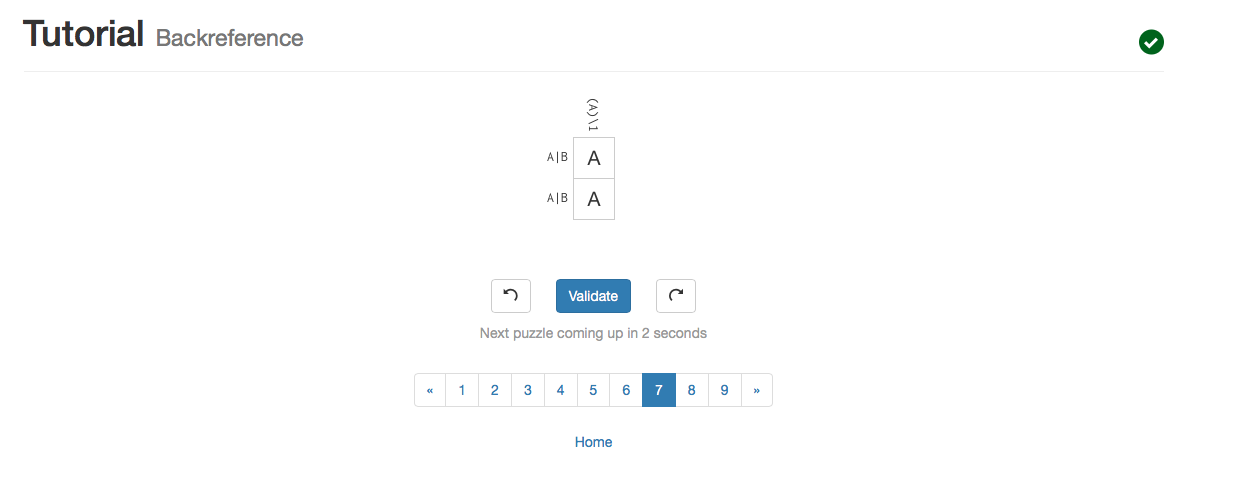 Tutorial Backreference
(A)\1
A|B A
A|B A
Validate
Next puzzle coming up in 2 seconds
« 1 2 3 4 5 6 7 8 9 »
Home